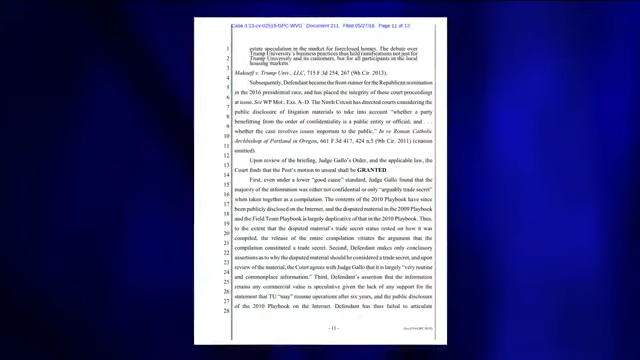 Case 3:13-cv-02519-GPC-WVG Document 211 Filed 05/27/16 Page 11 of 13
1 estate speculation in the market for foreclosed homes. The debate over
2 Trump University's business practices thus held ramifications not just for
Trump University and its customers, but for all participants in the local
3 housing markets.
4 Makaeff v. Trump Univ., LLC, 715 F.3d 254, 267 (9th Cir. 2013).
5 Subsequently, Defendant became the front-runner for the Republican nomination
6 in the 2016 presidential race, and has placed the integrity of these court proceedings
7 at issue. See WP Mot., Exs. A–D. The Ninth Circuit has directed courts considering the
8 public disclosure of litigation materials to take into account "whether a party
9 benefitting from the order of confidentiality is a public entity or official; and . . .
10 whether the case involves issues important to the public." In re Roman Catholic
11 Archbishop of Portland in Oregon, 661 F.3d 417, 424 n.5 (9th Cir. 2011) (citation
12 omitted).
13 Upon review of the briefing, Judge Gallo's Order, and the applicable law, the
14 Court finds that the Post's motion to unseal shall be GRANTED.
15 First, even under a lower "good cause" standard, Judge Gallo found that the
16 majority of the information was either not confidential or only "arguably trade secret"
17 when taken together as a compilation. The contents of the 2010 Playbook have since
18 been publicly disclosed on the Internet, and the disputed material in the 2009 Playbook
19 and the Field Team Playbook is largely duplicative of that in the 2010 Playbook. Thus,
20 to the extent that the disputed material's trade secret status rested on how it was
21 compiled, the release of the entire compilation vitiates the argument that the
22 compilation constituted a trade secret. Second, Defendant makes only conclusory
23 assertions as to why the disputed material should be considered a trade secret, and upon
24 review of the material, the Court agrees with Judge Gallo that it is largely "very routine
25 and commonplace information." Third, Defendant's assertion that the information
26 retains any commercial value is speculative given the lack of any support for the
27 statement that TU "may" resume operations after six years, and the public disclosure
28 of the 2010 Playbook on the Internet. Defendant has thus failed to articulate
- 11 -